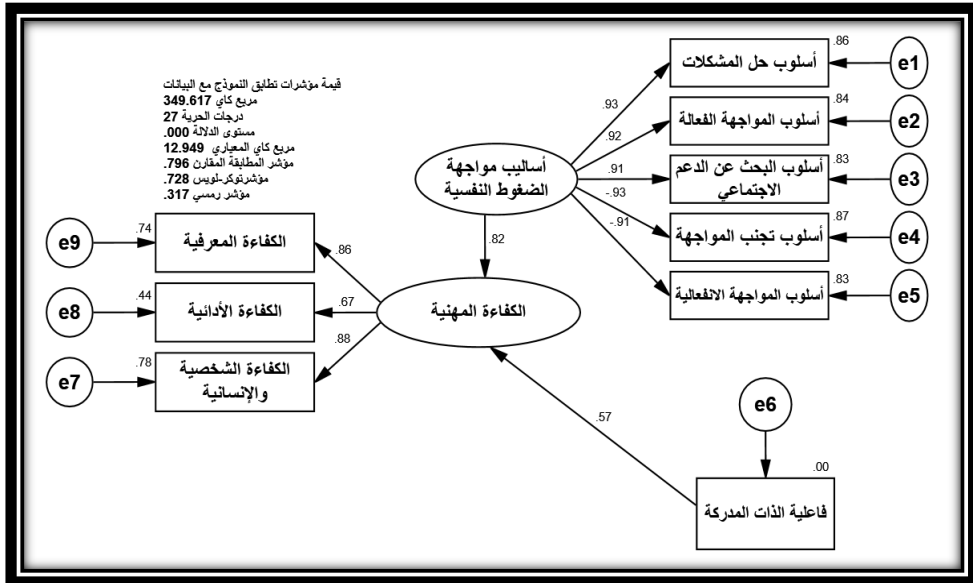 قيمة مؤشرات تطابق النموذج مع البيانات
مربع كاي 349.617
درجات الحرية 27
مستوى الدلالة 000.
مربع كاي المعياري 12.949
مؤشر المطابقة المقارن 796.
مؤشرتوكر-لويس 728.
مؤشر رمسي 317.
.86
أسلوب حل المشكلات
e1
.84
أسلوب المواجهة الفعالة
e2
.83
أسلوب البحث عن الدعم
الاجتماعي
e3
.87
أسلوب تجنب المواجهة
e4
.83
أسلوب المواجهة الانفعالية
e5
.93
.92
.91
-.93
-.91
أساليب مواجهة
الضغوط النفسية
.82
الكفاءة المهنية
.86
.67
.88
.74
الكفاءة المعرفية
e9
.44
الكفاءة الأدائية
e8
.78
الكفاءة الشخصية
والإنسانية
e7
.57
e6
.00
فاعلية الذات المدركة